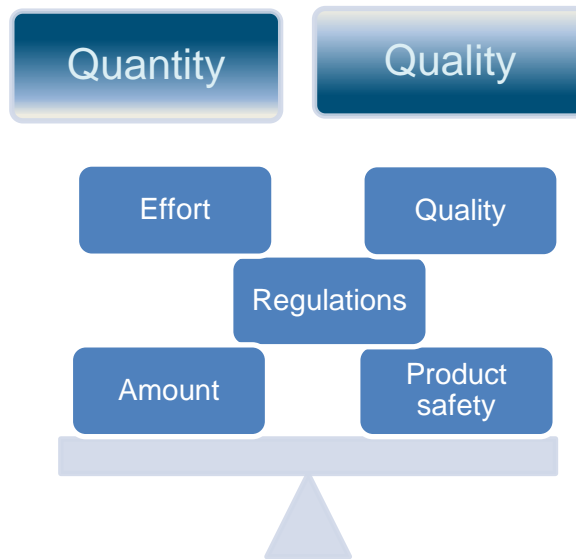 Quantity
Quality
Effort
Quality
Regulations
Amount
Product
safety